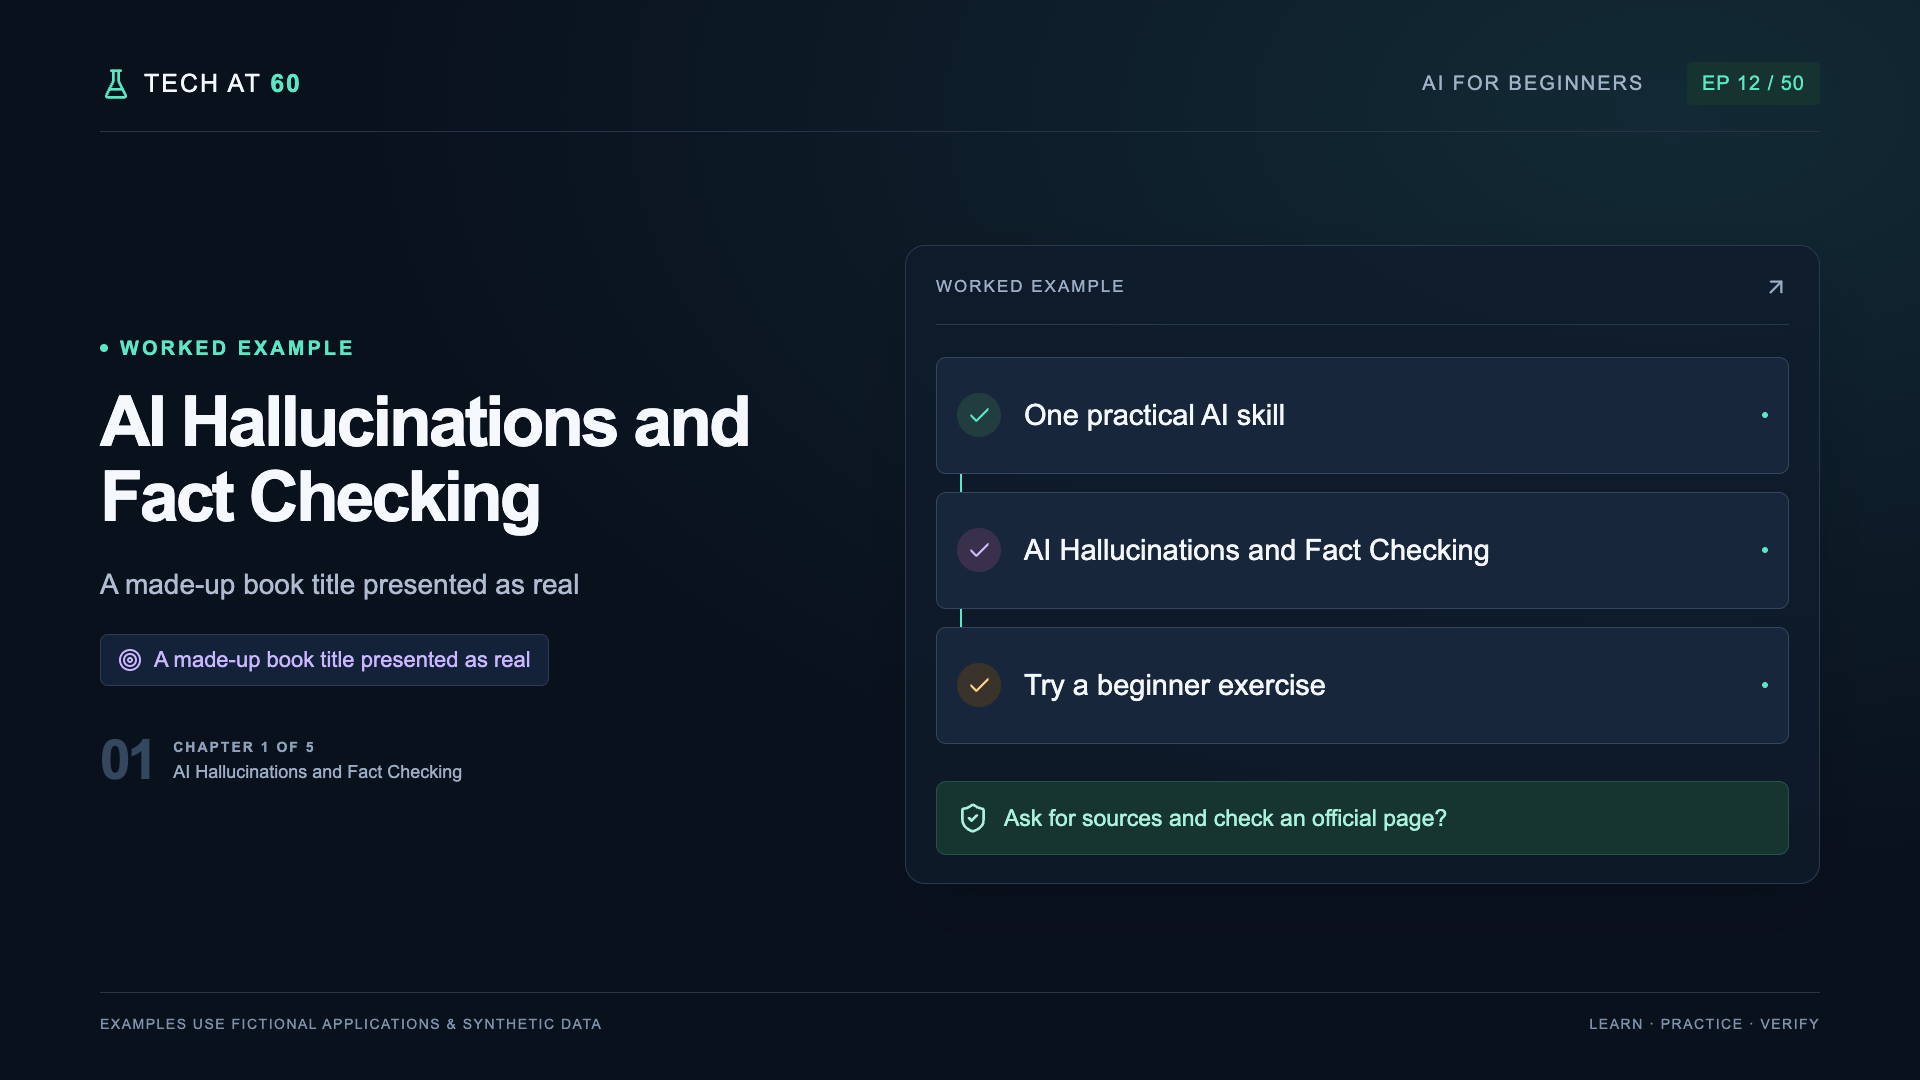 TECH AT 60
AI FOR BEGINNERS
EP 12 / 50
WORKED EXAMPLE
AI Hallucinations and
Fact Checking
A made-up book title presented as real
A made-up book title presented as real
01
CHAPTER 1 OF 5
AI Hallucinations and Fact Checking
WORKED EXAMPLE
One practical AI skill
AI Hallucinations and Fact Checking
Try a beginner exercise
Ask for sources and check an official page?
EXAMPLES USE FICTIONAL APPLICATIONS & SYNTHETIC DATA
LEARN · PRACTICE · VERIFY